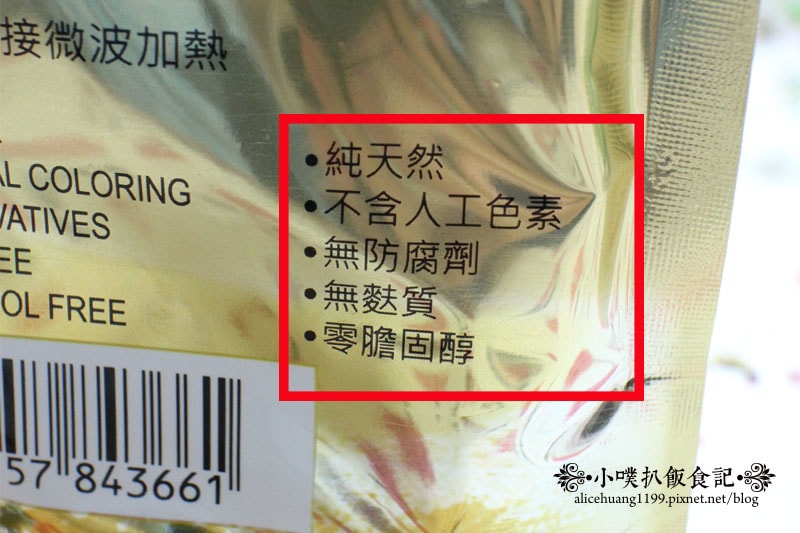 接微波加熱
AL COLORING
VATIVES
EE
OL FREE
•純天然
•不含人工色素
•無防腐劑
•無麩質
•零膽固醇
57 843661
小噗扒飯食記
alicehuang1199.pixnet.net/blog